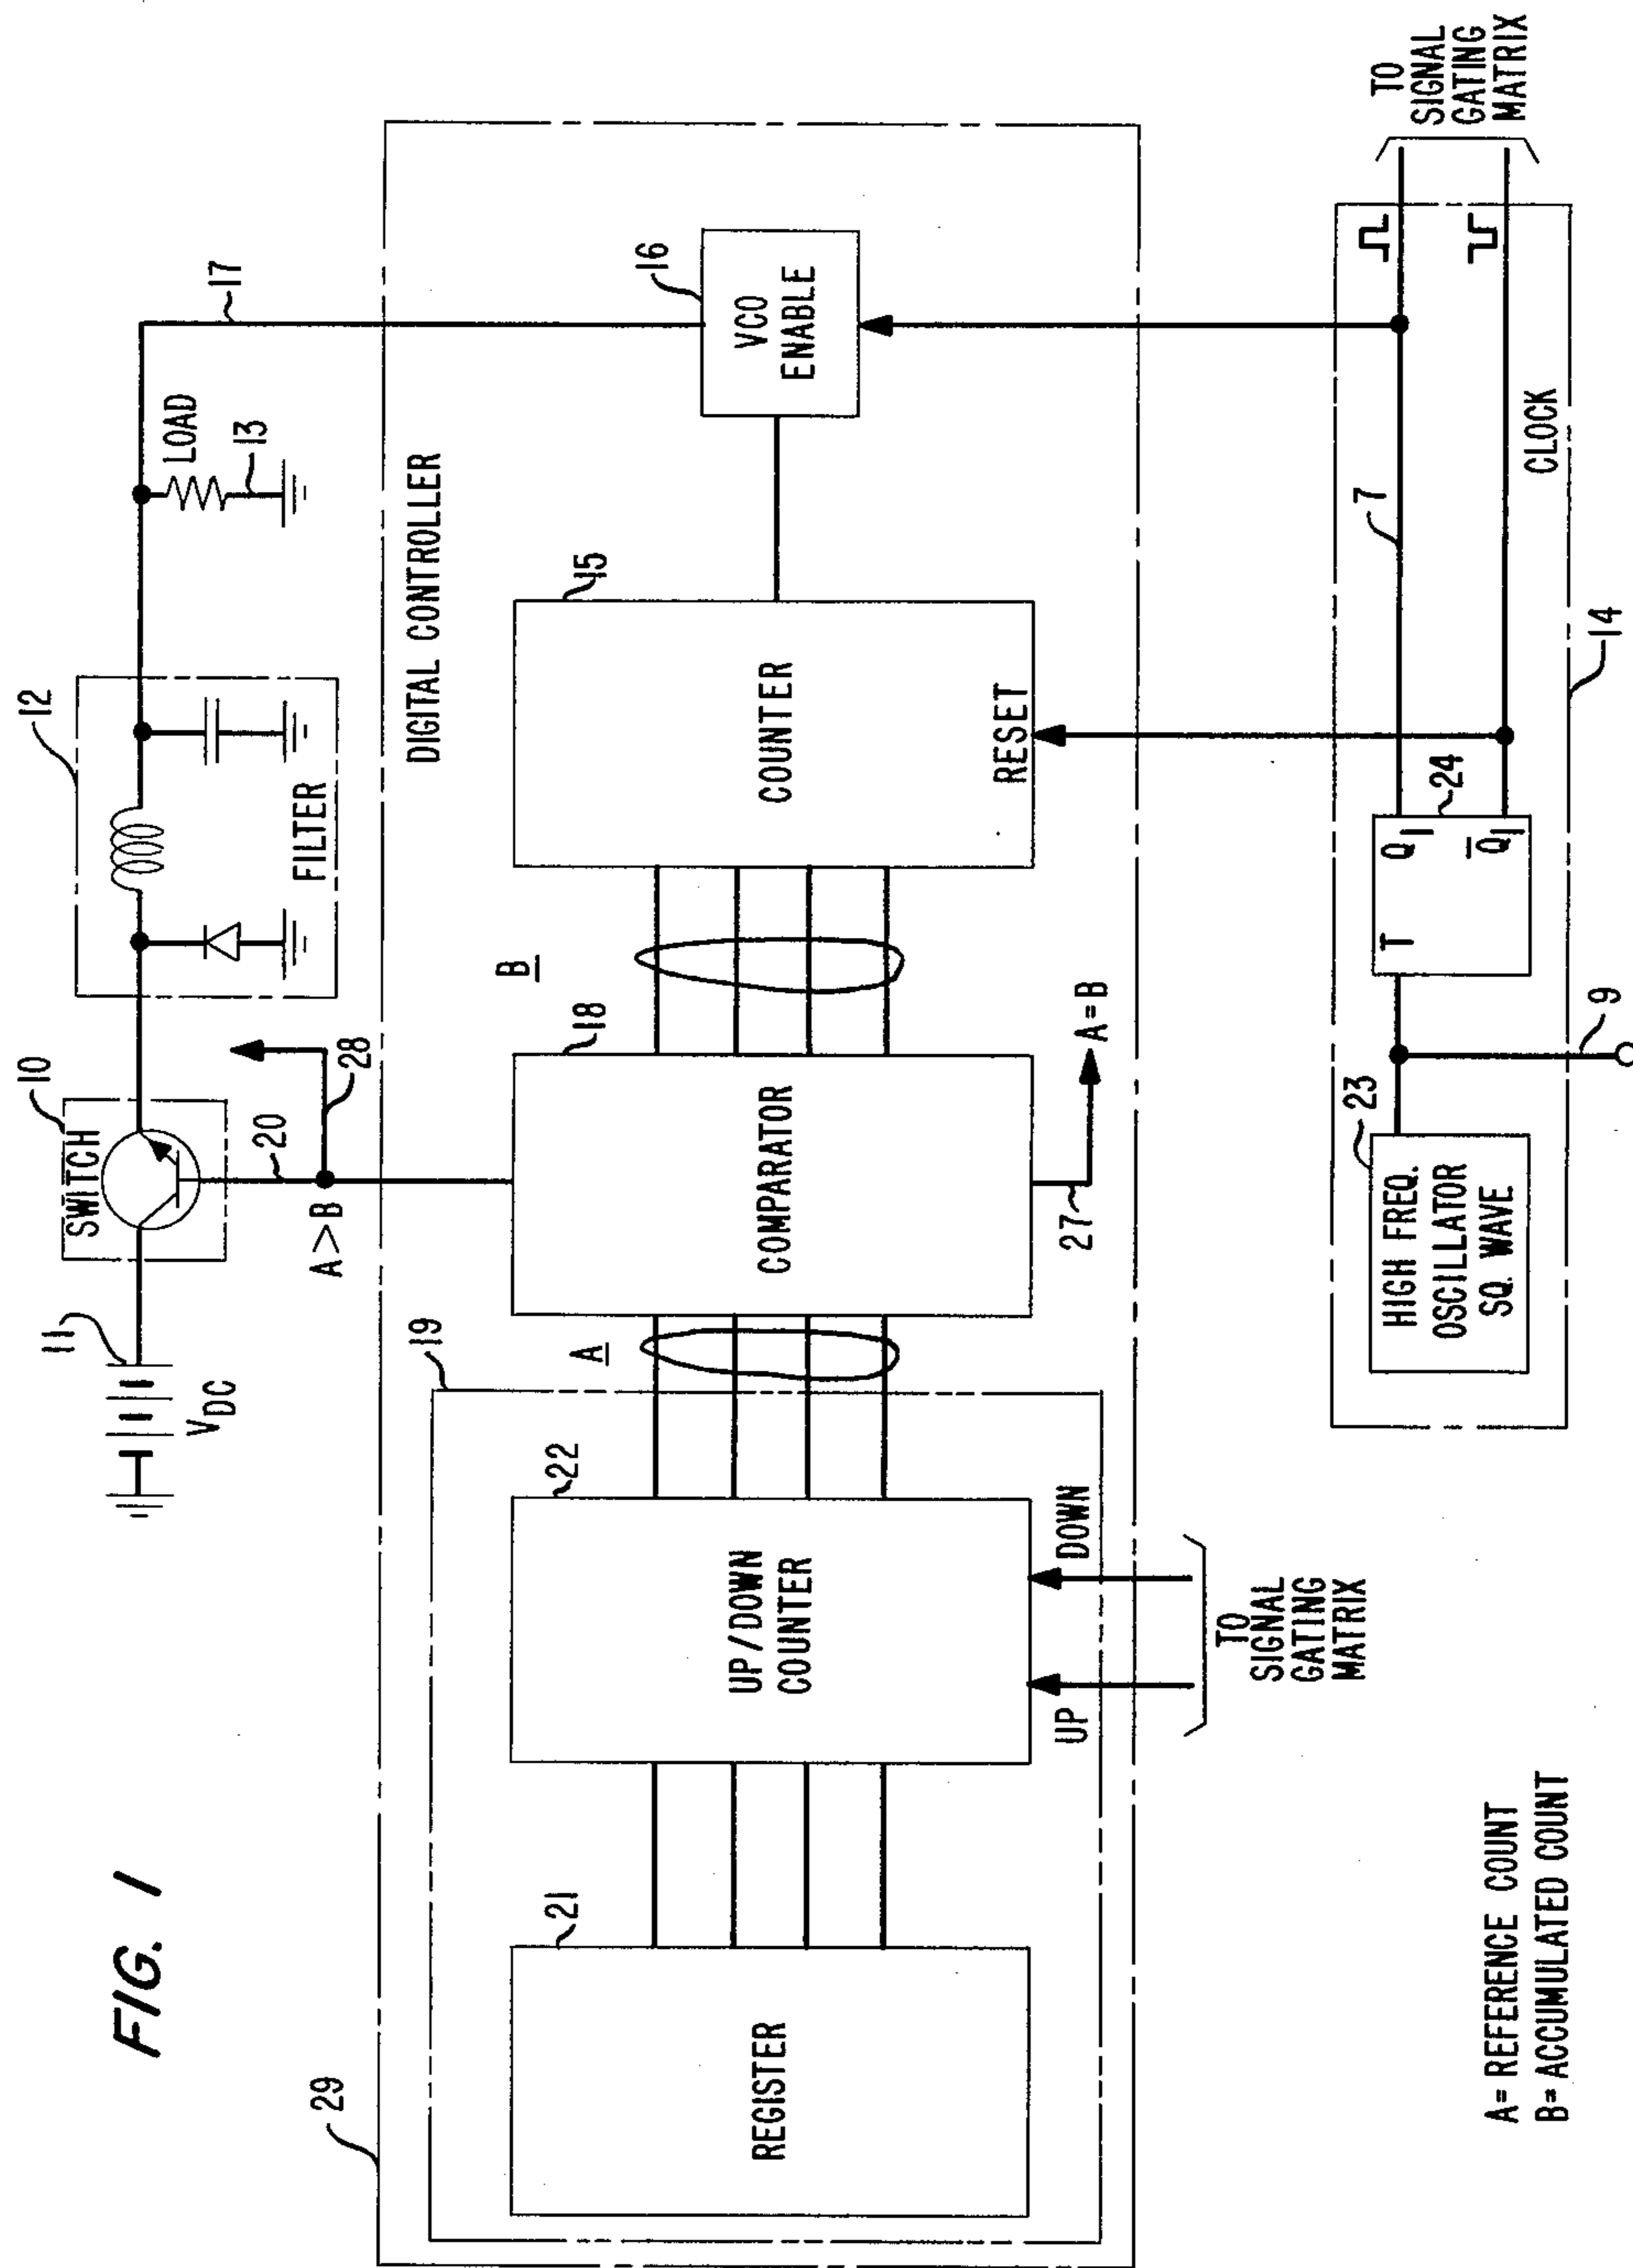 FIG. 1
11
V DC
10
SWITCH
20
A > B
28
12
FILTER
LOAD
13
17
29
DIGITAL CONTROLLER
19
21
REGISTER
22
UP/DOWN
COUNTER
UP
DOWN
TO
SIGNAL
GATING
MATRIX
A
18
COMPARATOR
27
A = B
B
15
COUNTER
RESET
16
VCO
ENABLE
23
HIGH FREQ.
OSCILLATOR
SQ. WAVE
9
T
Q1
Q̅1
24
7
CLOCK
14
TO
SIGNAL
GATING
MATRIX
A = REFERENCE COUNT
B = ACCUMULATED COUNT